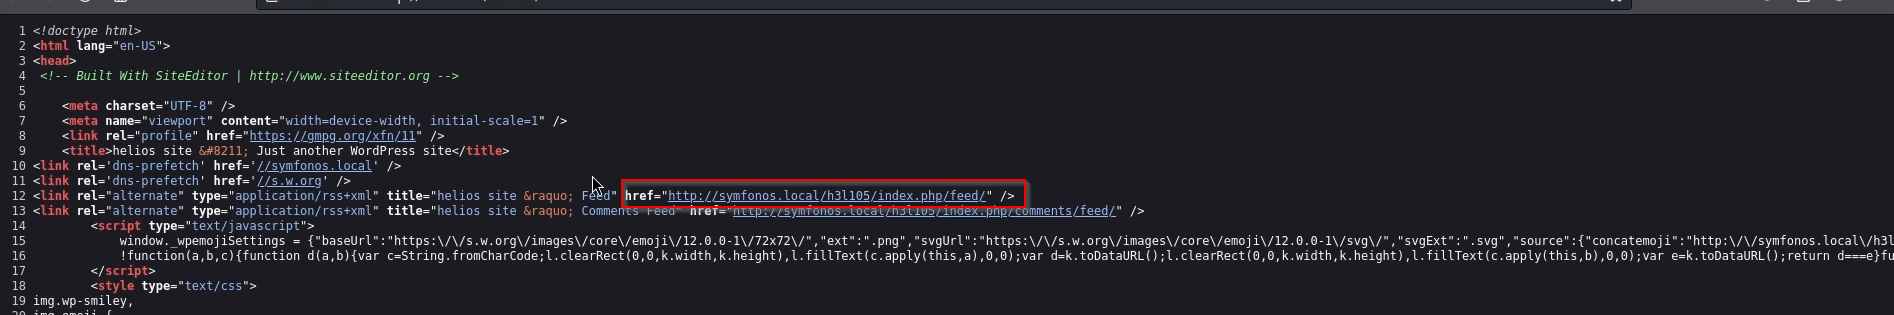 1 <!doctype html>
2 <html lang="en-US">
3 <head>
4 <!-- Built With SiteEditor | http://www.siteeditor.org -->
5
6 <meta charset="UTF-8" />
7 <meta name="viewport" content="width=device-width, initial-scale=1" />
8 <link rel="profile" href="https://gmpg.org/xfn/11" />
9 <title>helios site &#8211; Just another WordPress site</title>
10 <link rel='dns-prefetch' href='//symfonos.local' />
11 <link rel='dns-prefetch' href='//s.w.org' />
12 <link rel="alternate" type="application/rss+xml" title="helios site &raquo; Feed" href="http://symfonos.local/h3l105/index.php/feed/" />
13 <link rel="alternate" type="application/rss+xml" title="helios site &raquo; Comments Feed" href="http://symfonos.local/h3l105/index.php/comments/feed/" />
14 <script type="text/javascript">
15 window._wpemojiSettings = {"baseUrl":"https:\/\/s.w.org\/images\/core\/emoji\/12.0.0-1\/72x72\/","ext":".png","svgUrl":"https:\/\/s.w.org\/images\/core\/emoji\/12.0.0-1\/svg\/","svgExt":".svg","source":{"concatemoji":"http:\/\/symfonos.local\/h3l
16 !function(a,b,c){function d(a,b){var c=String.fromCharCode;l.clearRect(0,0,k.width,k.height),l.fillText(c.apply(this,a),0,0);var d=k.toDataURL();l.clearRect(0,0,k.width,k.height),l.fillText(c.apply(this,b),0,0);var e=k.toDataURL();return d===e}fu
17 </script>
18 <style type="text/css">
19 img.wp-smiley,
20 img.emoji {